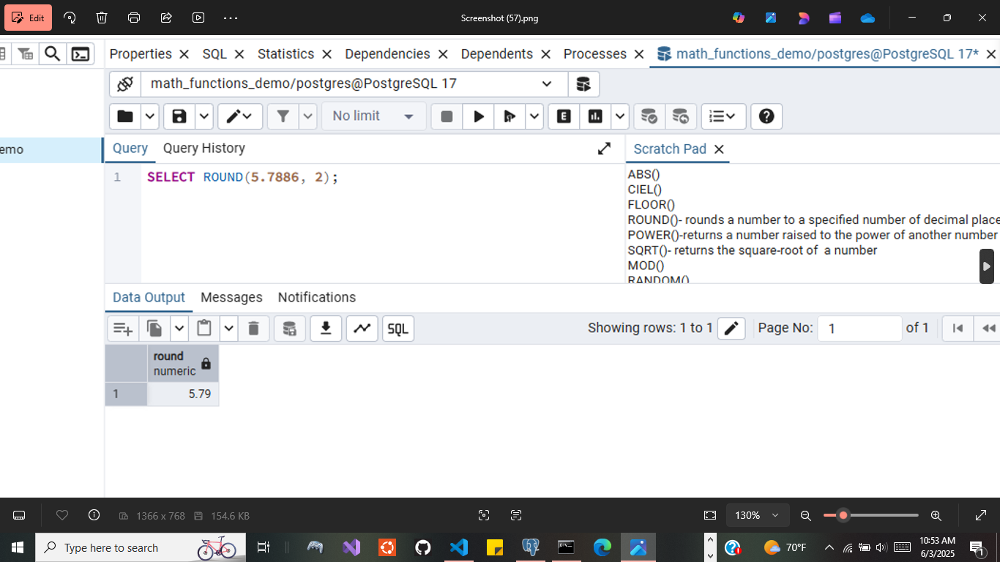 Edit
Screenshot (57).png
Properties SQL Statistics Dependencies Dependents Processes math_functions_demo/postgres@PostgreSQL 17*
math_functions_demo/postgres@PostgreSQL 17
No limit
E
emo
Query Query History
1 SELECT ROUND(5.7886, 2);
Scratch Pad
ABS()
CIEL()
FLOOR()
ROUND()- rounds a number to a specified number of decimal place
POWER()-returns a number raised to the power of another number
SQRT()- returns the square-root of a number
MOD()
RANDOM()
Data Output Messages Notifications
SQL
Showing rows: 1 to 1
Page No: 1 of 1
round
numeric
1 5.79
1366 x 768 154.6 KB
130%
Type here to search
70°F
10:53 AM
6/3/2025
1